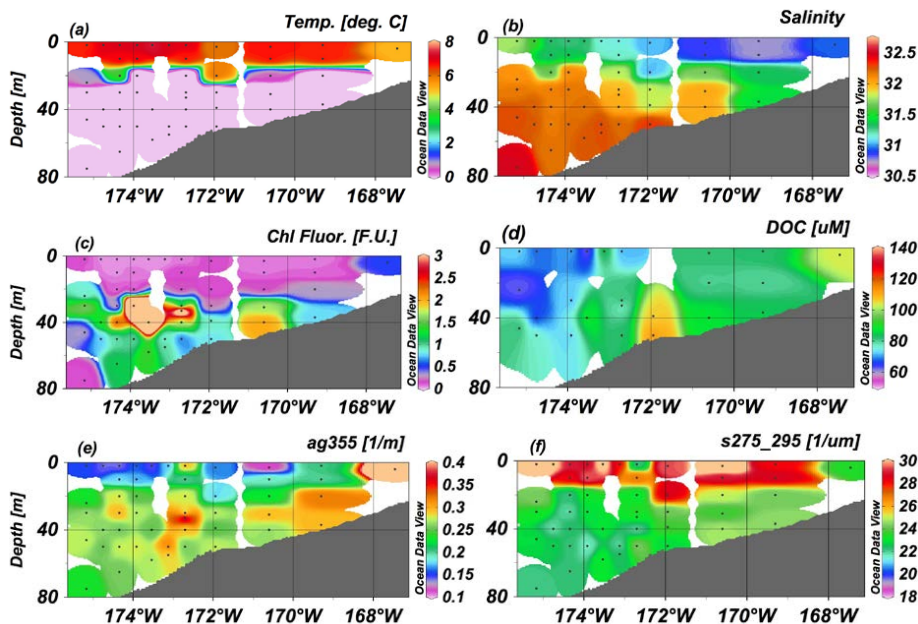 (a) Temp. [deg. C]
0
40
80
Depth [m]
174°W 172°W 170°W 168°W
8
6
4
2
0
Ocean Data View
(b) Salinity
0
40
80
Depth [m]
174°W 172°W 170°W 168°W
32.5
32
31.5
31
30.5
Ocean Data View
(c) Chl Fluor. [F.U.]
0
40
80
Depth [m]
174°W 172°W 170°W 168°W
3
2.5
2
1.5
1
0.5
0
Ocean Data View
(d) DOC [uM]
0
40
80
174°W 172°W 170°W 168°W
140
120
100
80
60
Ocean Data View
(e) ag355 [1/m]
0
40
80
Depth [m]
174°W 172°W 170°W 168°W
0.4
0.35
0.3
0.25
0.2
0.15
0.1
Ocean Data View
(f) s275_295 [1/um]
0
40
80
174°W 172°W 170°W 168°W
30
28
26
24
22
20
18
Ocean Data View